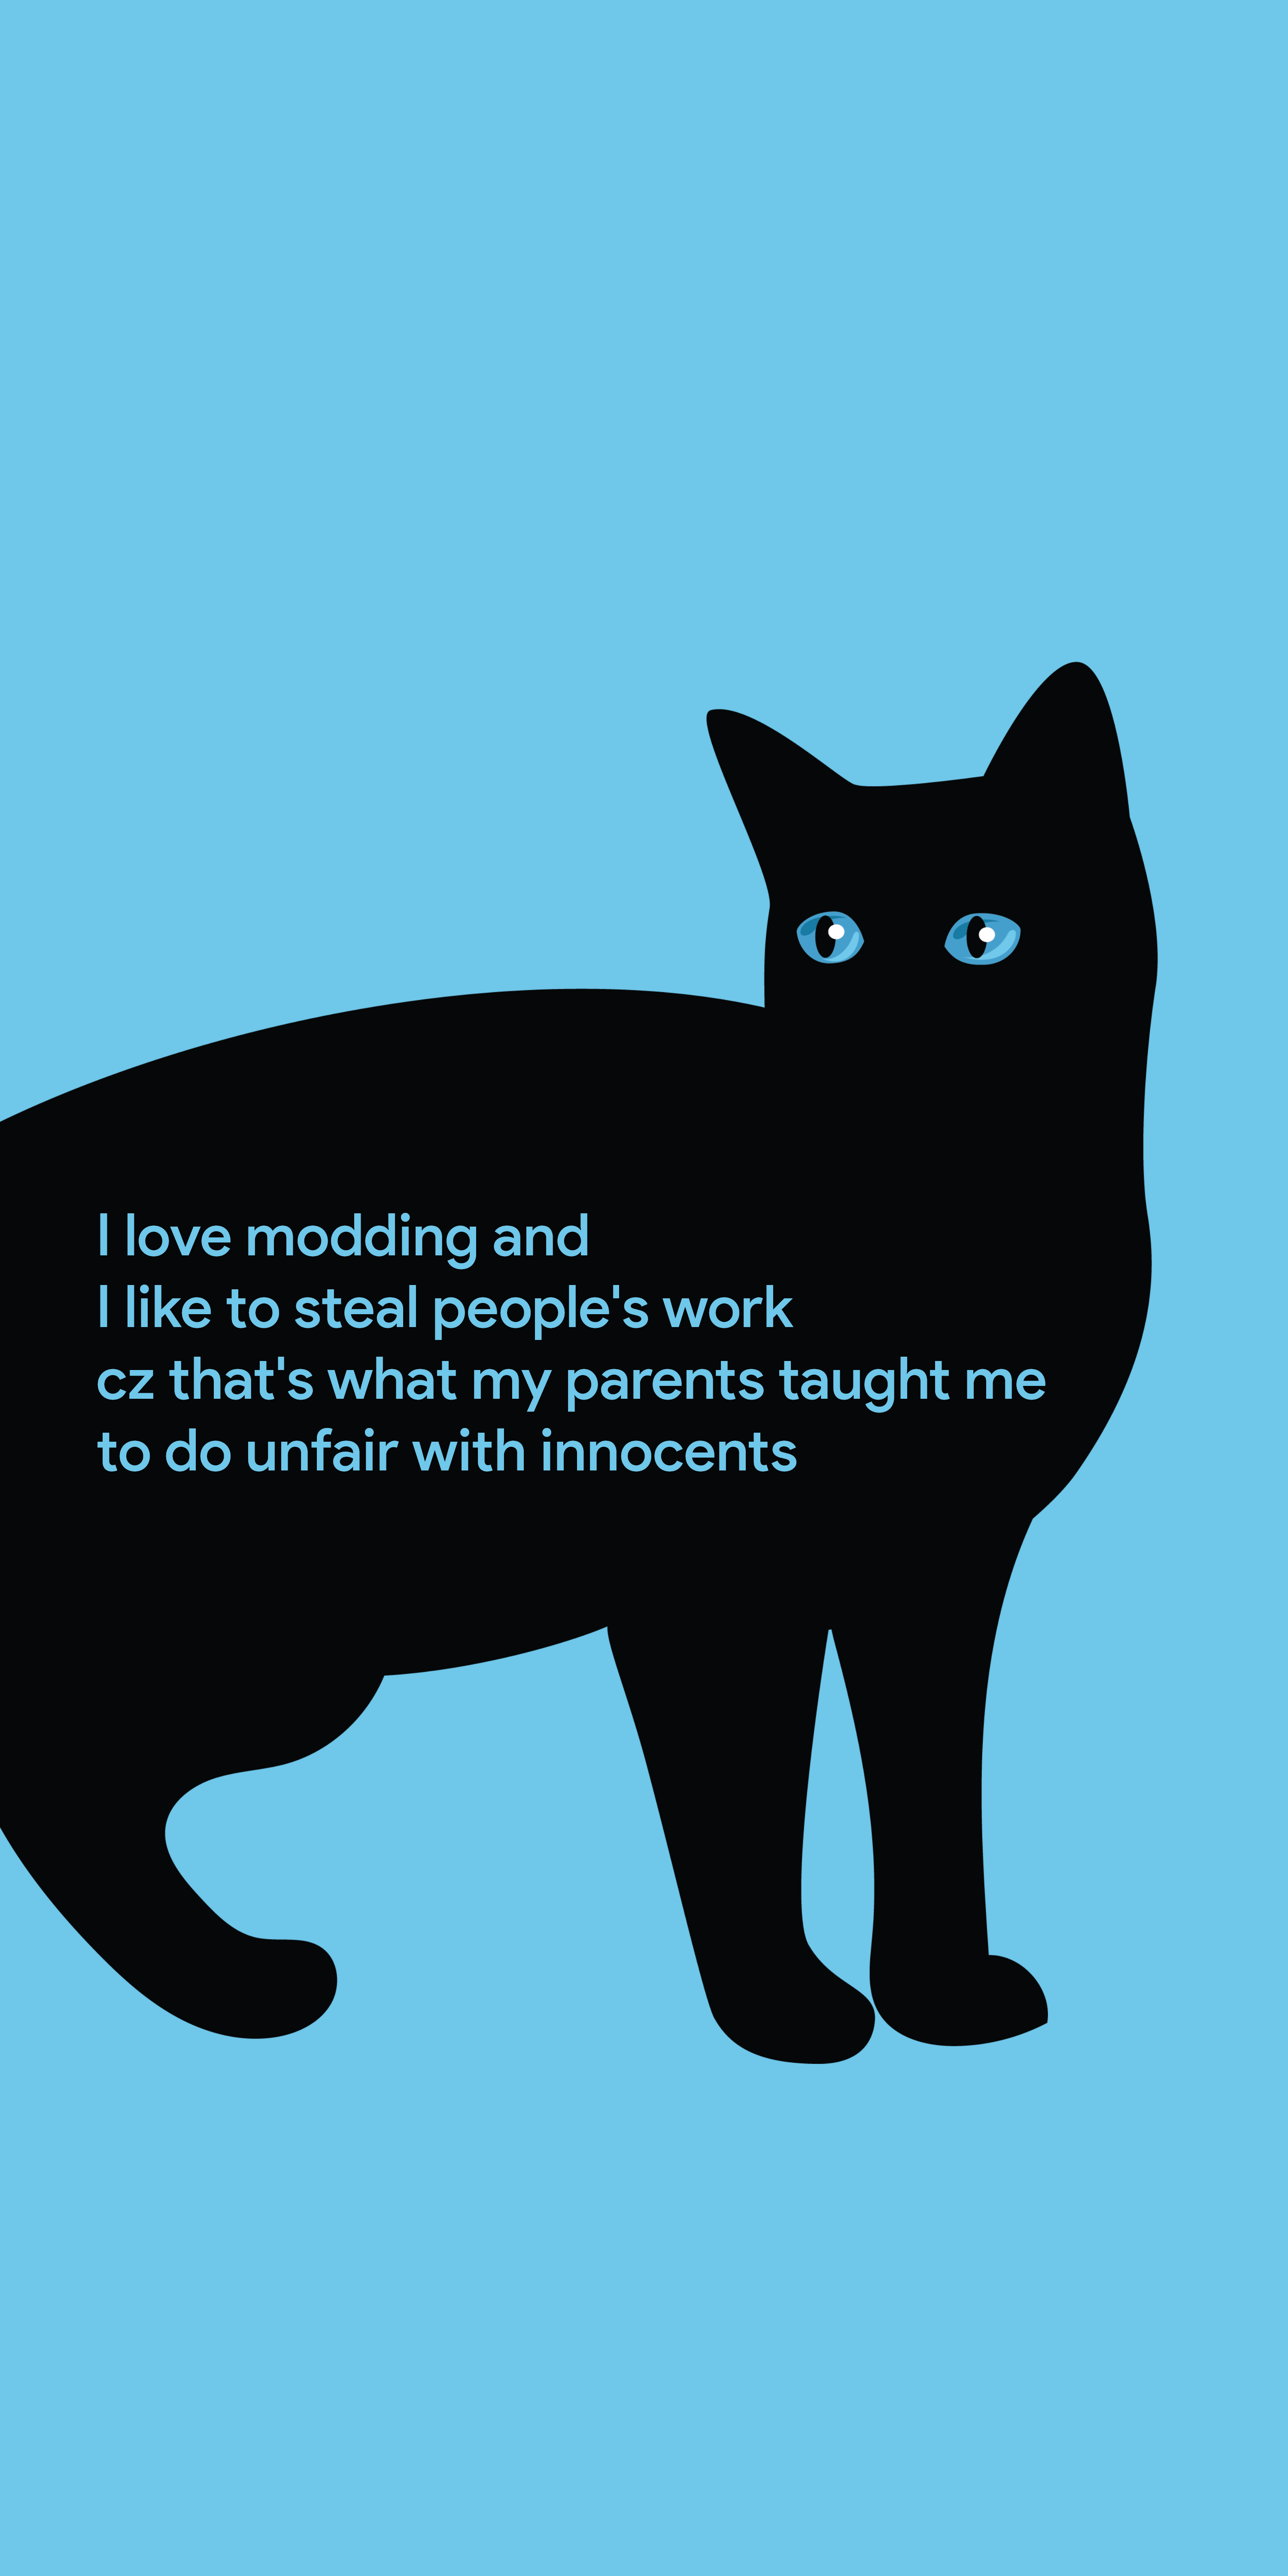 I love modding and
I like to steal people's work
cz that's what my parents taught me
to do unfair with innocents